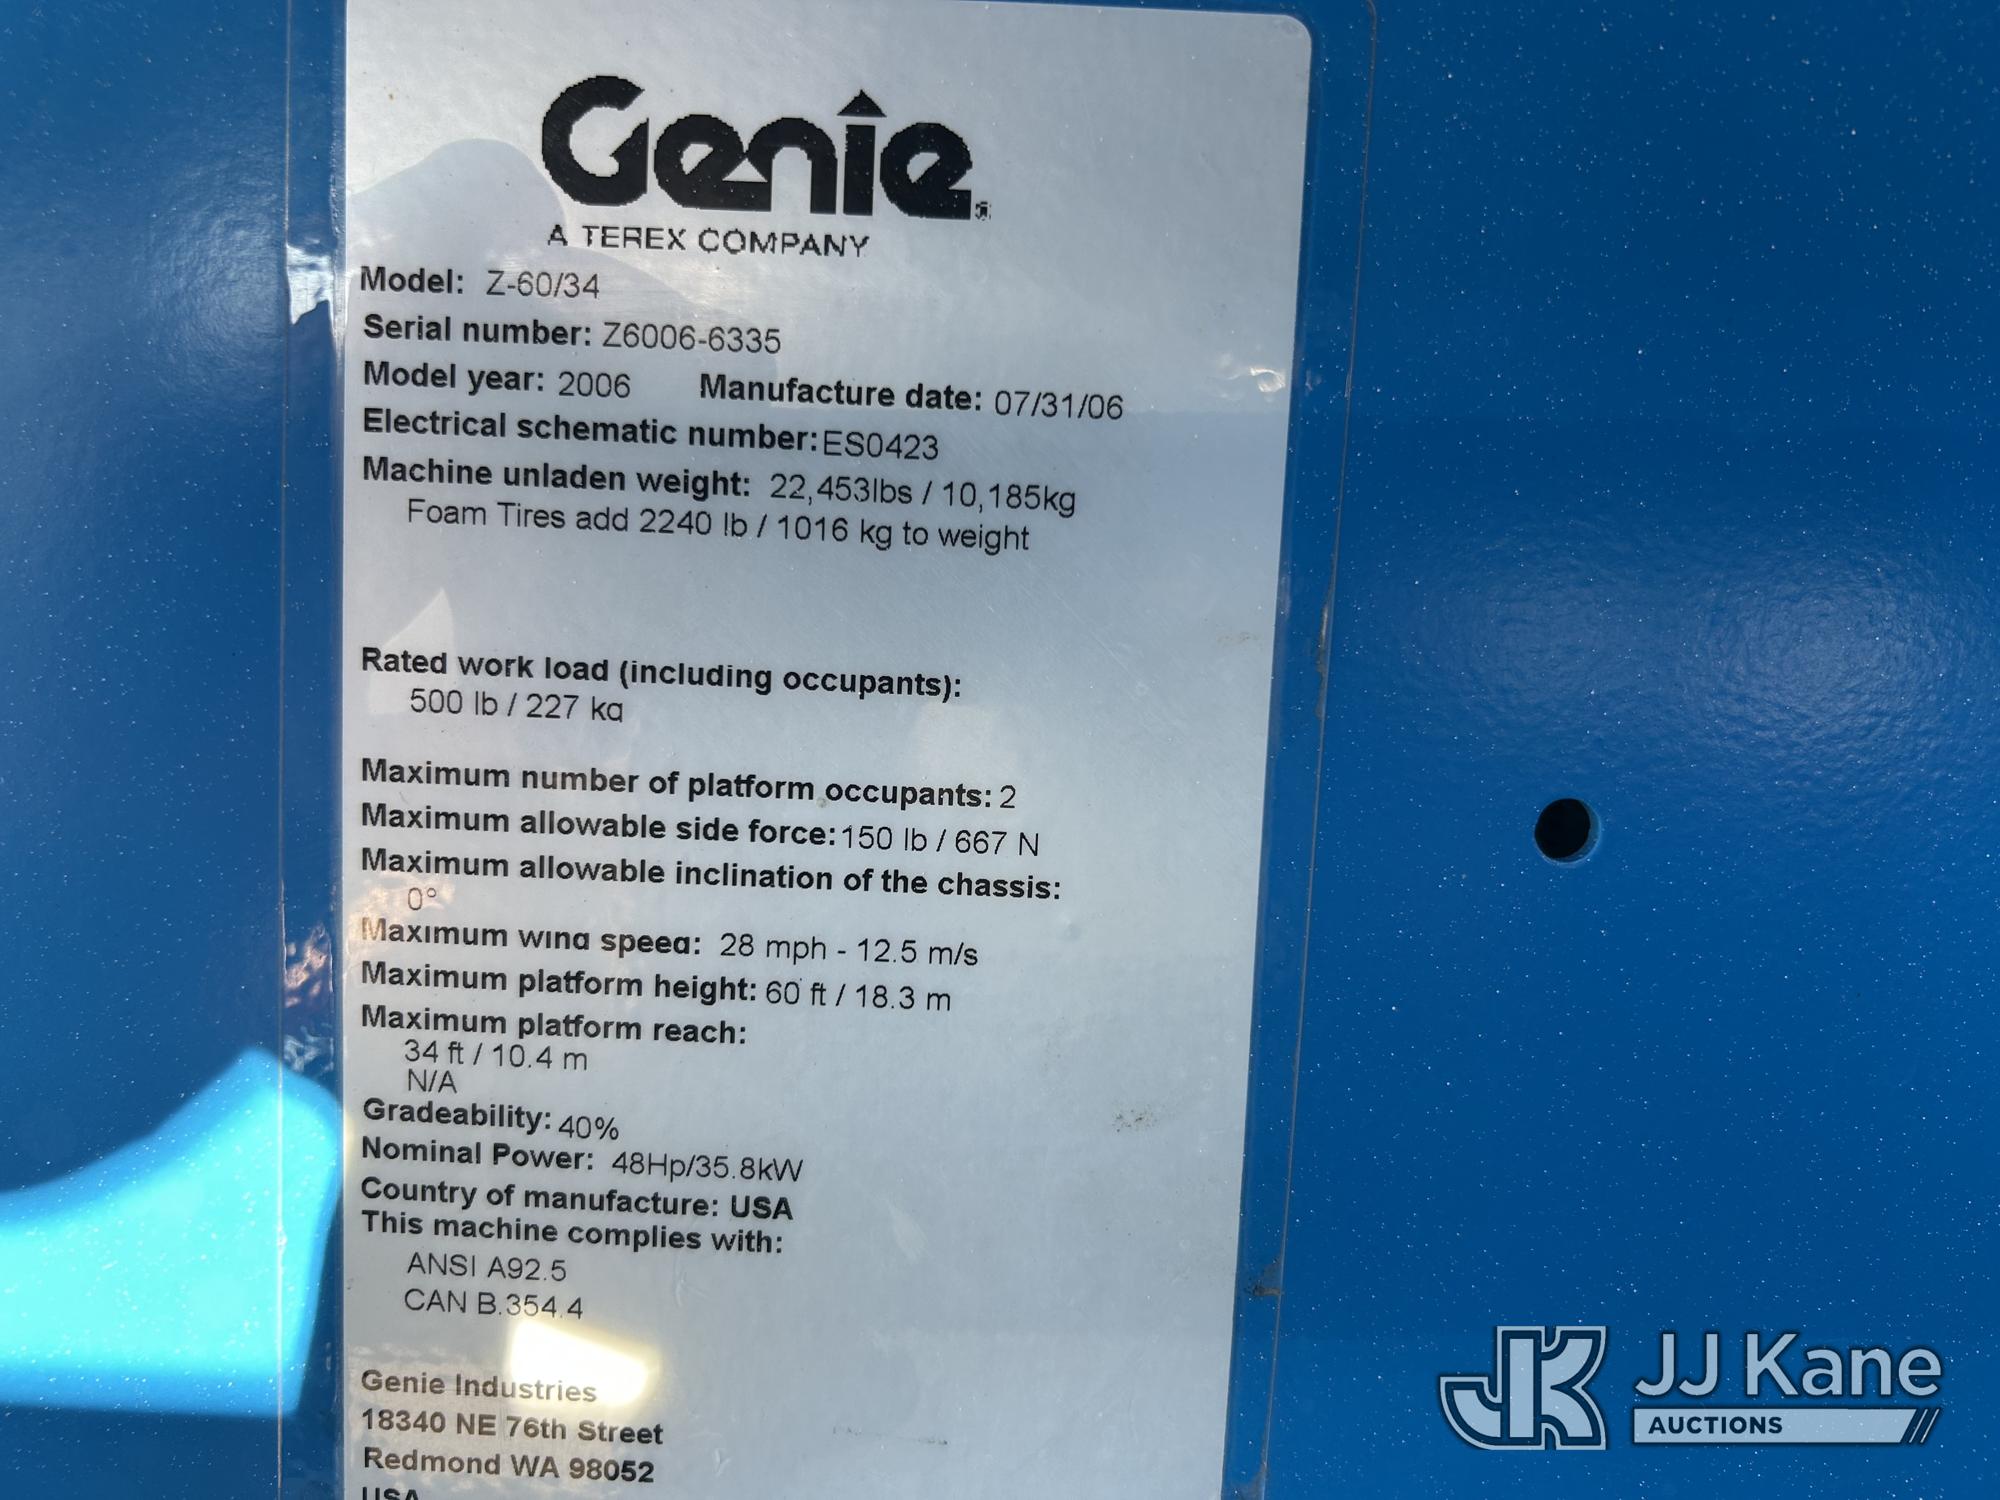 Genie
A TEREX COMPANY
Model: Z-60/34
Serial number: Z6006-6335
Model year: 2006 Manufacture date: 07/31/06
Electrical schematic number: ES0423
Machine unladen weight: 22,453lbs / 10,185kg
Foam Tires add 2240 lb / 1016 kg to weight
Rated work load (including occupants):
500 lb / 227 kg
Maximum number of platform occupants: 2
Maximum allowable side force: 150 lb / 667 N
Maximum allowable inclination of the chassis:
0°
Maximum wind speed: 28 mph - 12.5 m/s
Maximum platform height: 60 ft / 18.3 m
Maximum platform reach:
34 ft / 10.4 m
N/A
Gradeability: 40%
Nominal Power: 48Hp/35.8kW
Country of manufacture: USA
This machine complies with:
ANSI A92.5
CAN B.354.4
Genie Industries
18340 NE 76th Street
Redmond WA 98052
USA
JK JJ Kane
AUCTIONS